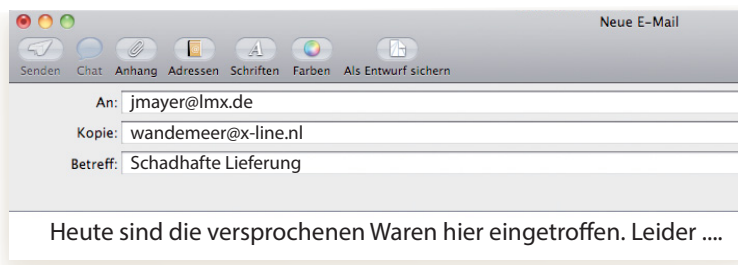 Neue E-Mail
Senden Chat Anhang Adressen Schriften Farben Als Entwurf sichern
An: jmayer@lmx.de
Kopie: wandemeer@x-line.nl
Betreff: Schadhafte Lieferung
Heute sind die versprochenen Waren hier eingetroffen. Leider ....